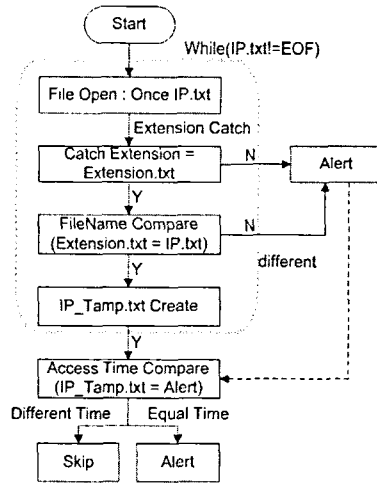 Start
While(IP.txt!=EOF)
File Open : Once IP.txt
Extension Catch
Catch Extension =
Extension.txt
N
Alert
Y
FileName Compare
(Extension.txt = IP.txt)
N
Y
different
IP_Tamp.txt Create
Y
Access Time Compare
(IP_Tamp.txt = Alert)
Different Time
Equal Time
Skip
Alert